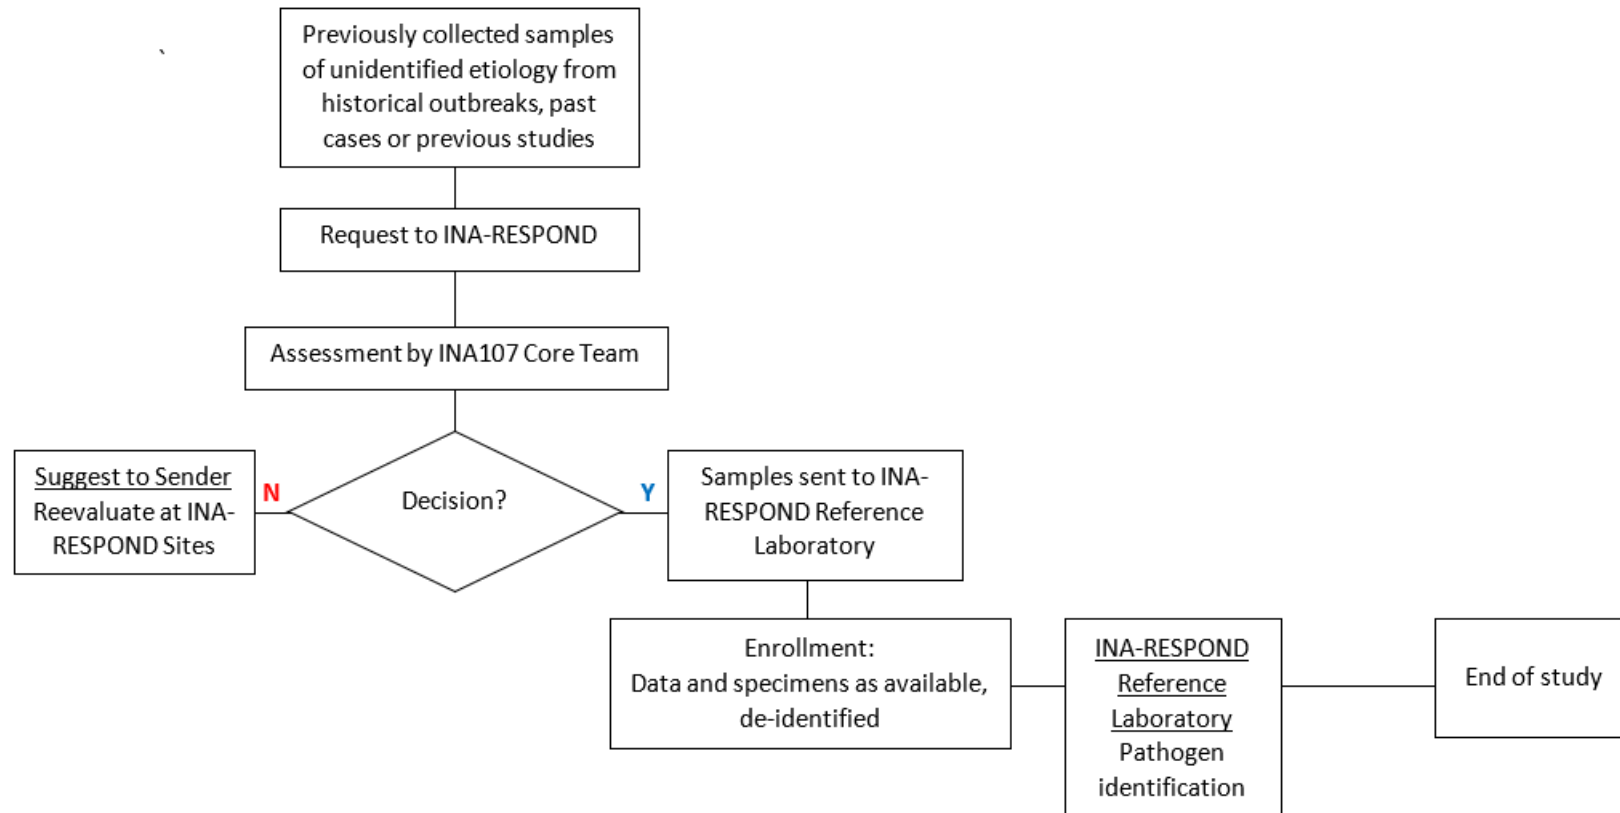 `
Previously collected samples
of unidentified etiology from
historical outbreaks, past
cases or previous studies
Request to INA-RESPOND
Assessment by INA107 Core Team
Suggest to Sender
Reevaluate at INA-
RESPOND Sites
N
Decision?
Y
Samples sent to INA-
RESPOND Reference
Laboratory
Enrollment:
Data and specimens as available,
de-identified
INA-RESPOND
Reference
Laboratory
Pathogen
identification
End of study